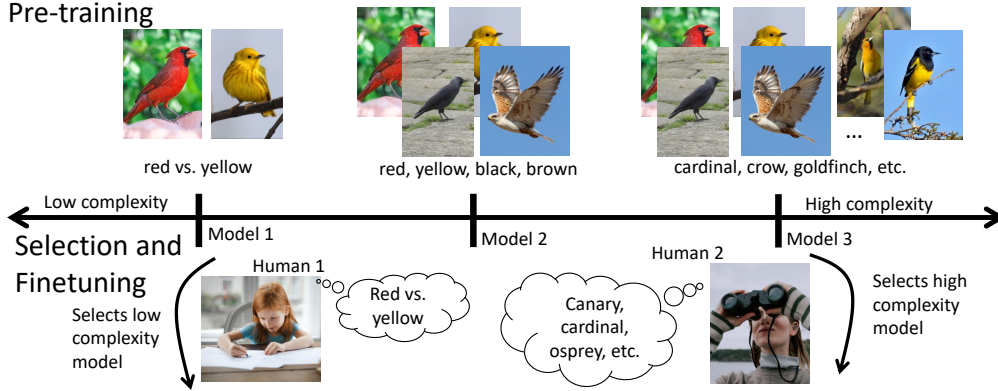 Pre-training
red vs. yellow
red, yellow, black, brown
...
cardinal, crow, goldfinch, etc.
Low complexity
High complexity
Model 1
Model 2
Model 3
Selection and
Finetuning
Human 1
Human 2
Selects low
complexity
model
Red vs.
yellow
Canary,
cardinal,
osprey, etc.
Selects high
complexity
model